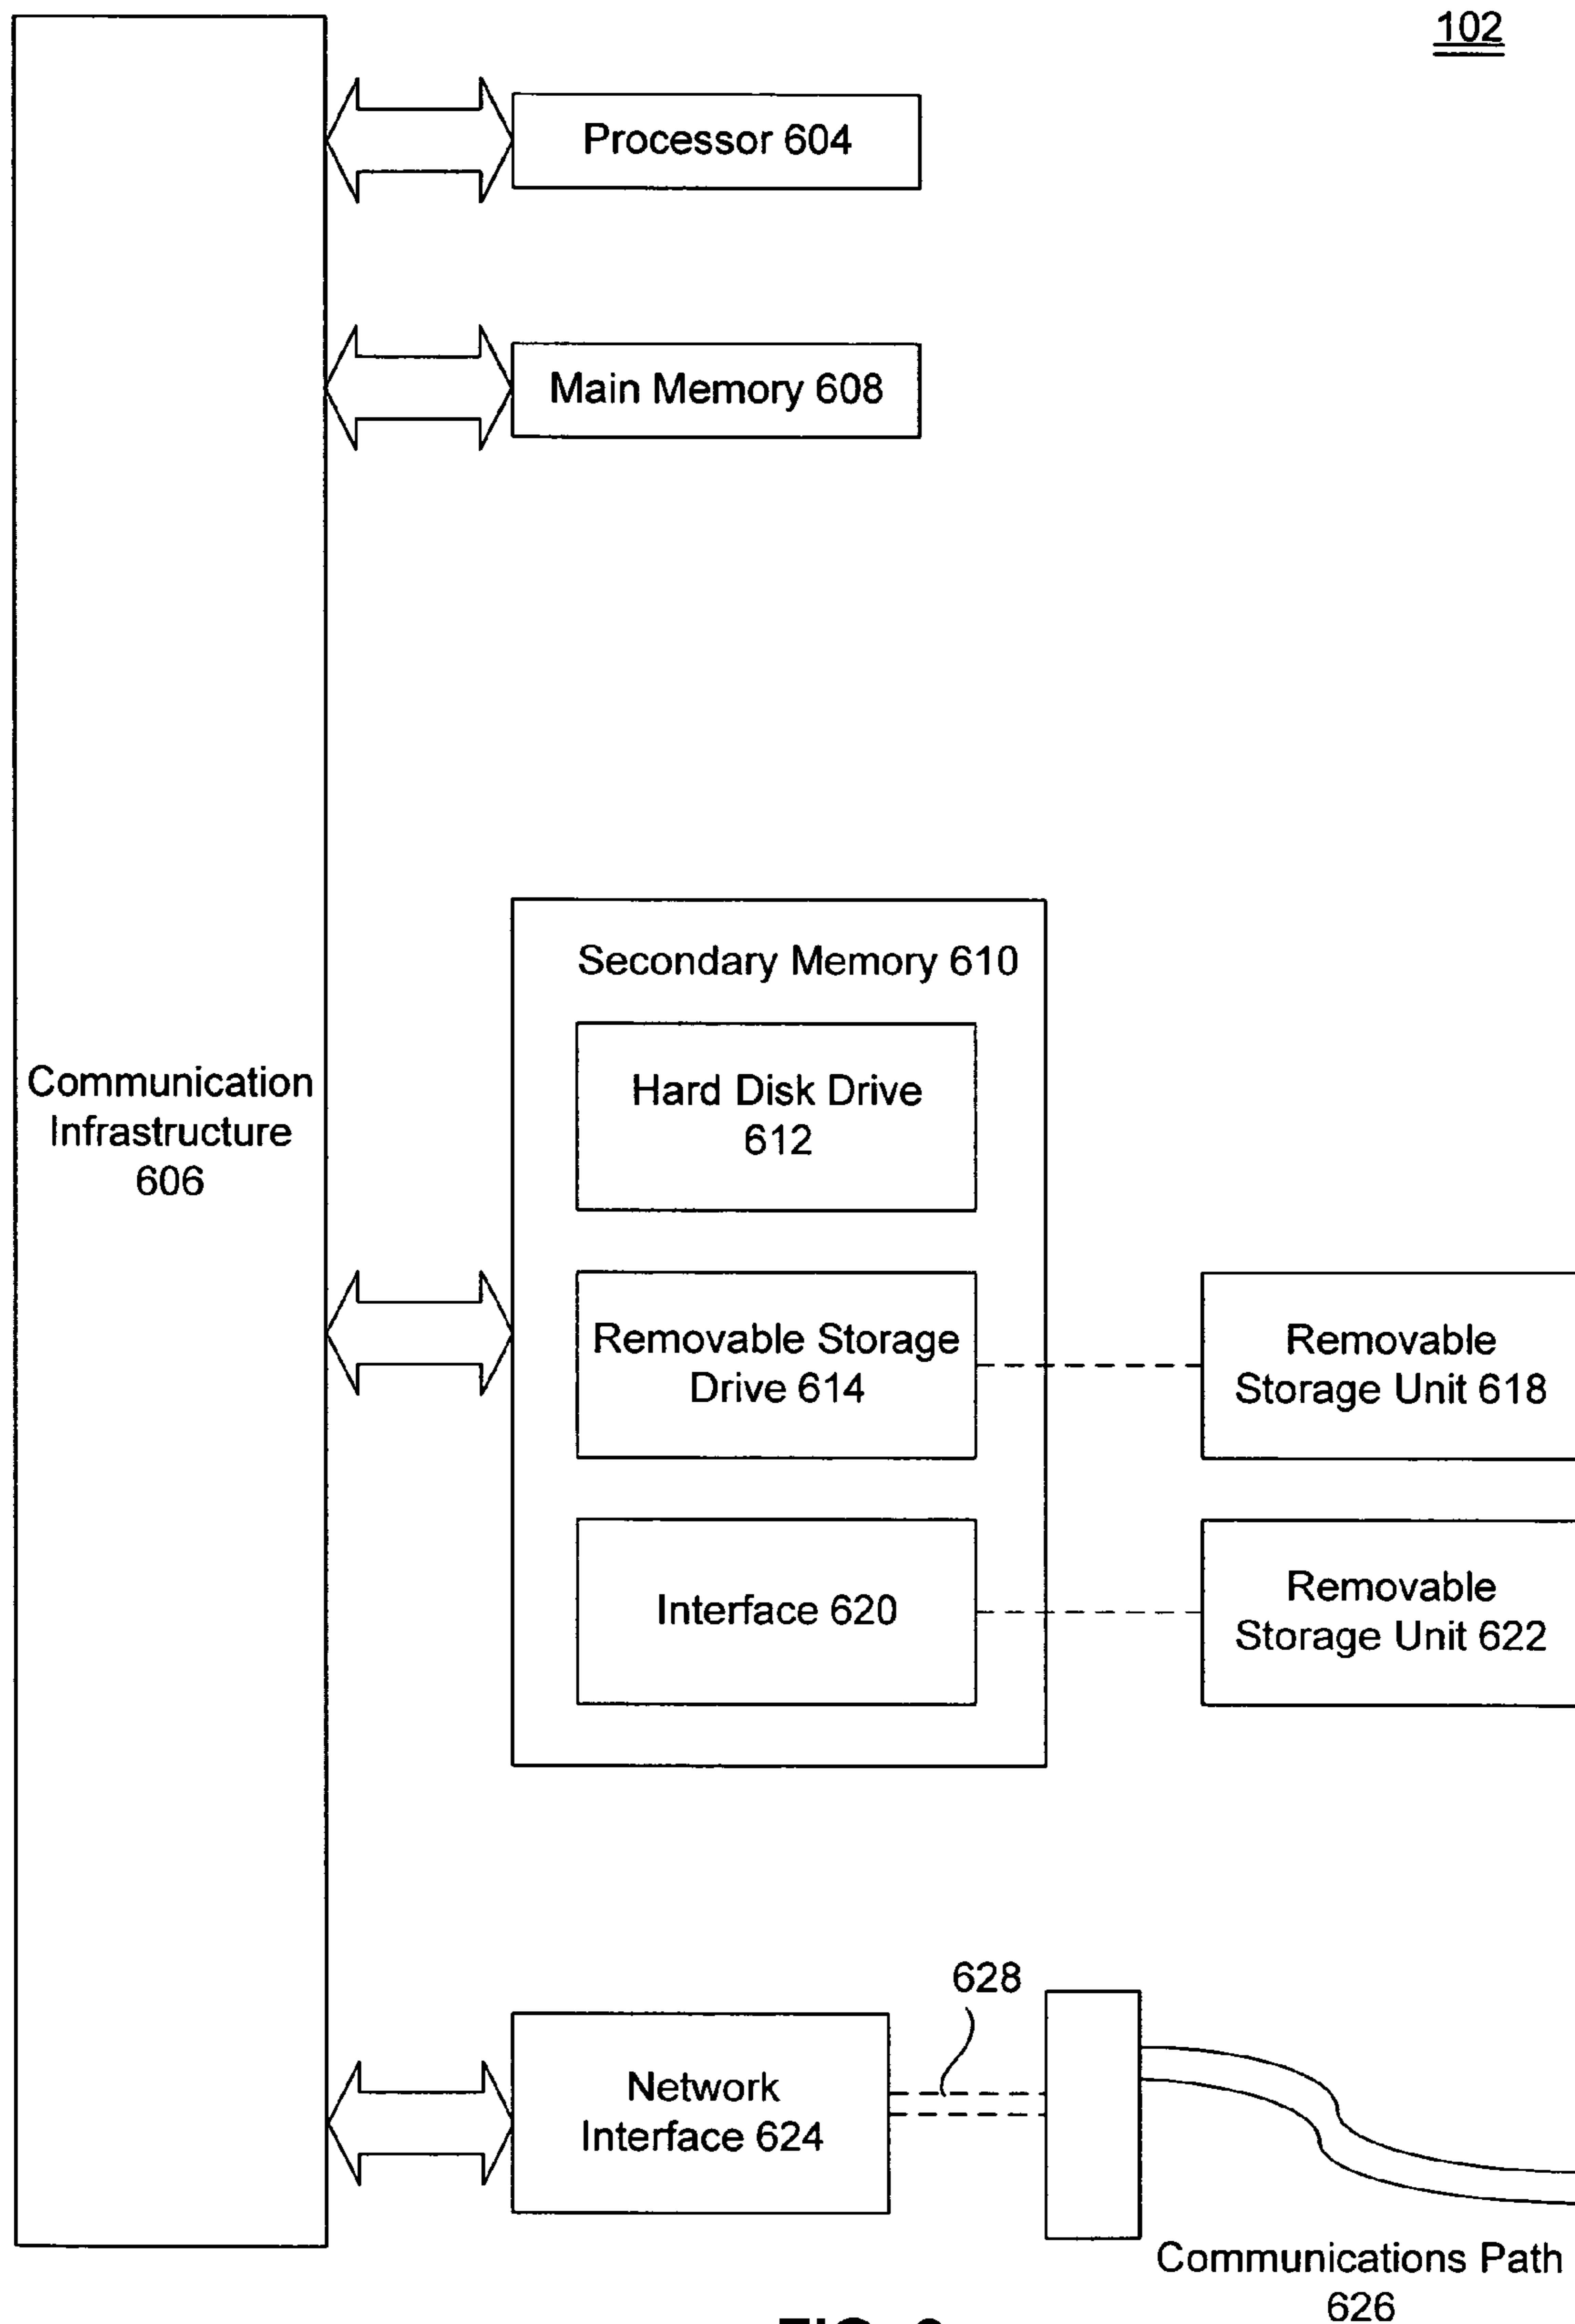 102
Processor 604
Main Memory 608
Secondary Memory 610
Hard Disk Drive
612
Communication
Infrastructure
606
Removable Storage
Drive 614
Removable
Storage Unit 618
Interface 620
Removable
Storage Unit 622
628
Network
Interface 624
Communications Path
626